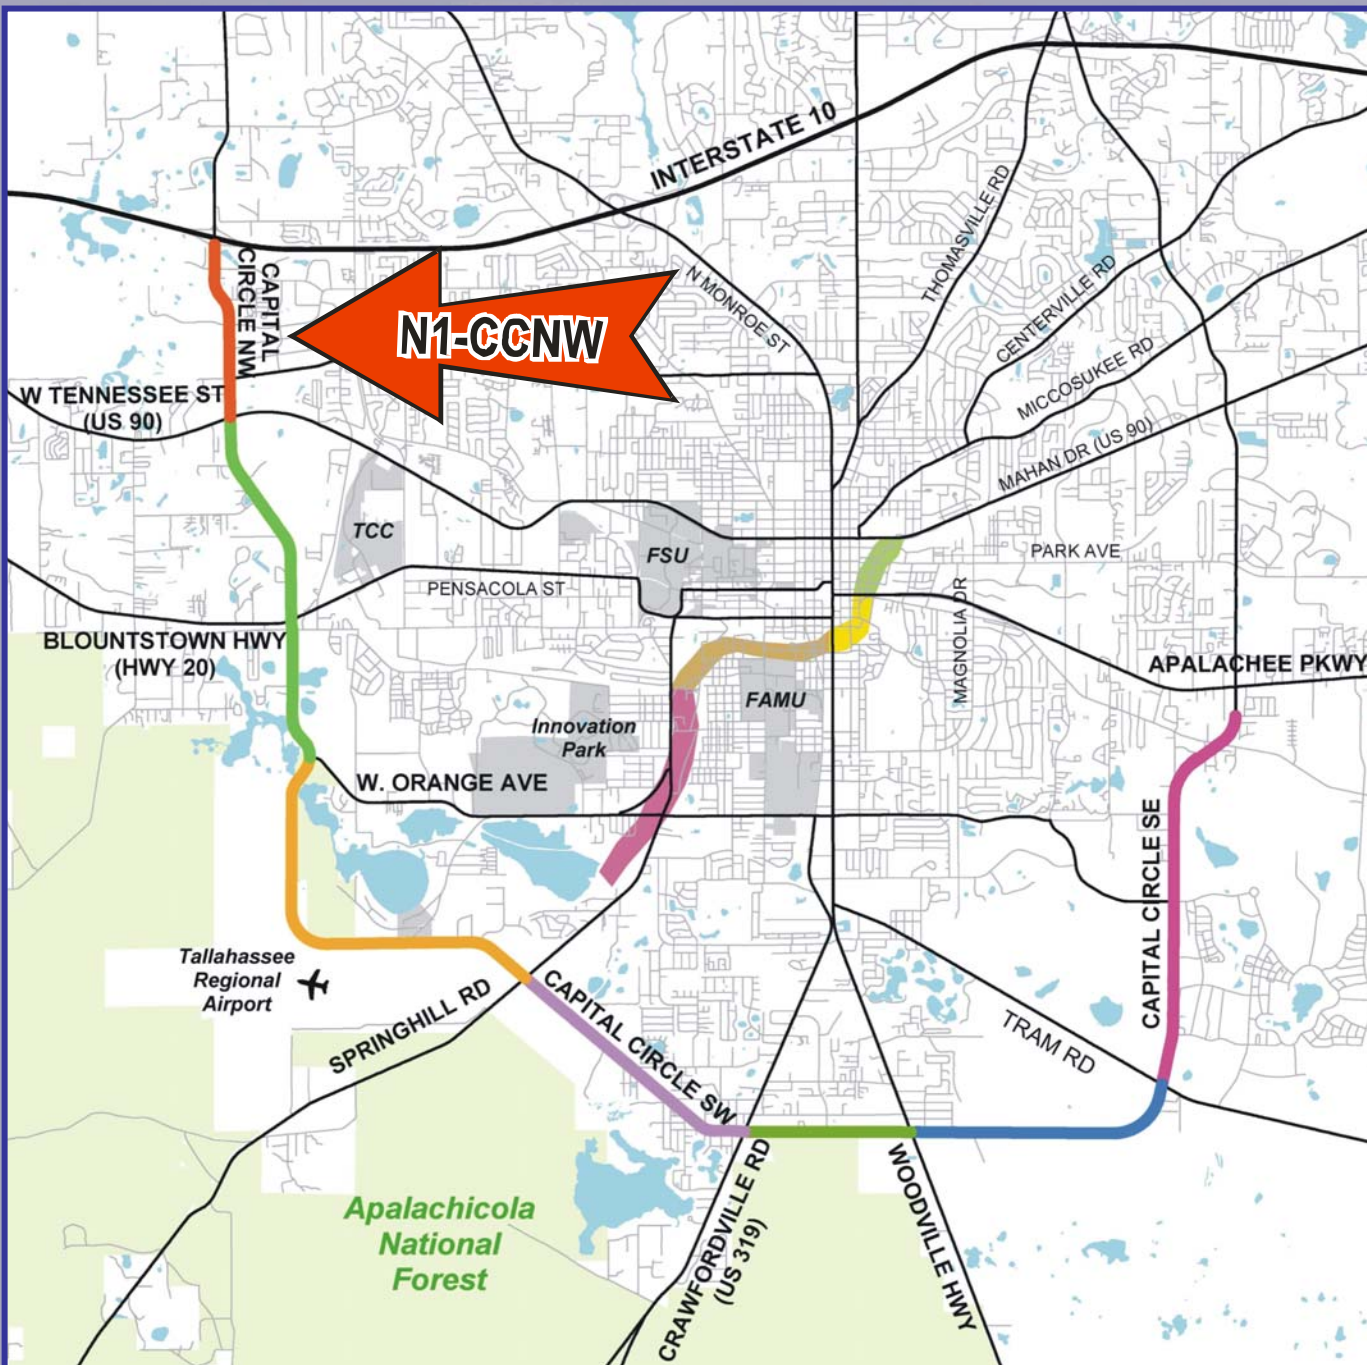 INTERSTATE 10
CAPITAL
CIRCLE NW
N1-CCNW
N MONROE ST
THOMASVILLE RD
CENTERVILLE RD
MICCOSUKEE RD
MAHAN DR (US 90)
W TENNESSEE ST
(US 90)
TCC
FSU
PARK AVE
PENSACOLA ST
MAGNOLIA DR
BLOUNTSTOWN HWY
(HWY 20)
APALACHEE PKWY
FAMU
Innovation
Park
W. ORANGE AVE
CAPITAL CIRCLE SE
Tallahassee
Regional
Airport
SPRINGHILL RD
CAPITAL CIRCLE SW
TRAM RD
CRAWFORDVILLE RD
(US 319)
WOODVILLE HWY
Apalachicola
National
Forest